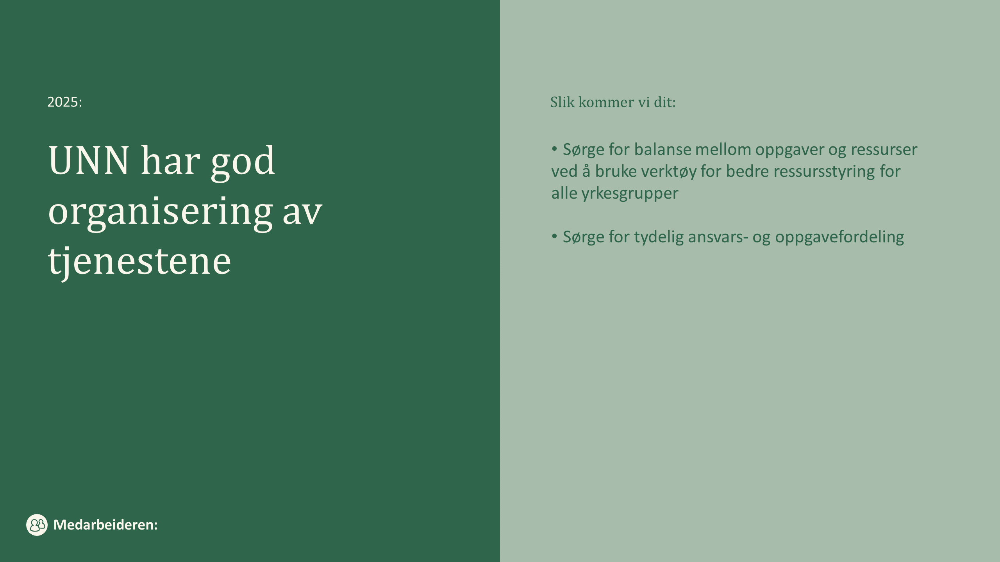 2025:
UNN har god
organisering av
tjenestene
Medarbeideren:
Slik kommer vi dit:
• Sørge for balanse mellom oppgaver og ressurser
ved å bruke verktøy for bedre ressursstyring for
alle yrkesgrupper
• Sørge for tydelig ansvars- og oppgavefordeling